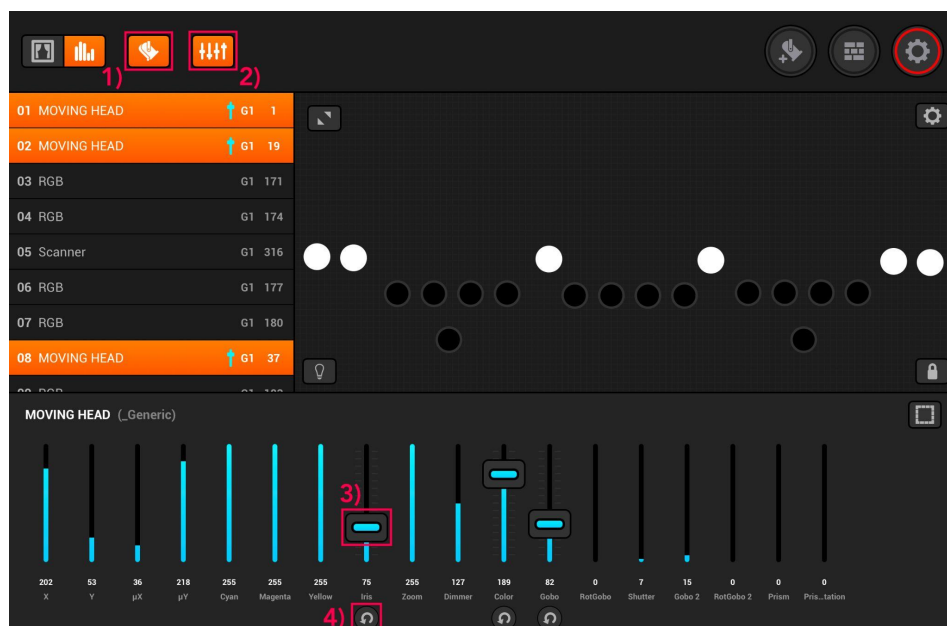 1)
2)
01 MOVING HEAD G1 1
02 MOVING HEAD G1 19
03 RGB G1 171
04 RGB G1 174
05 Scanner G1 316
06 RGB G1 177
07 RGB G1 180
08 MOVING HEAD G1 37
MOVING HEAD (_Generic)
3)
202 53 36 218 255 255 255 75 255 127 189 82 0 7 15 0 0 0
X Y µX µY Cyan Magenta Yellow Iris Zoom Dimmer Color Gobo RotGobo Shutter Gobo 2 RotGobo 2 Prism Pris...tation
4)